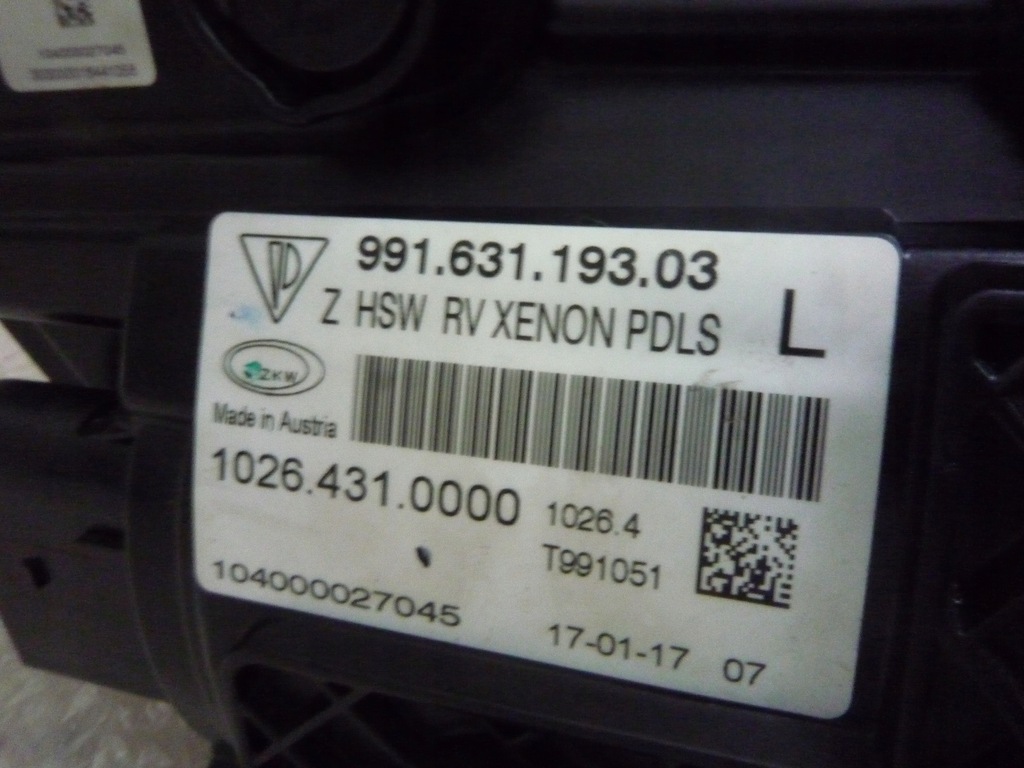 104000027045
991.631.193.03
Z HSW RV XENON PDLS
L
ZKW
Made in Austria
1026.431.0000
1026.4
T991051
104000027045
17-01-17 07